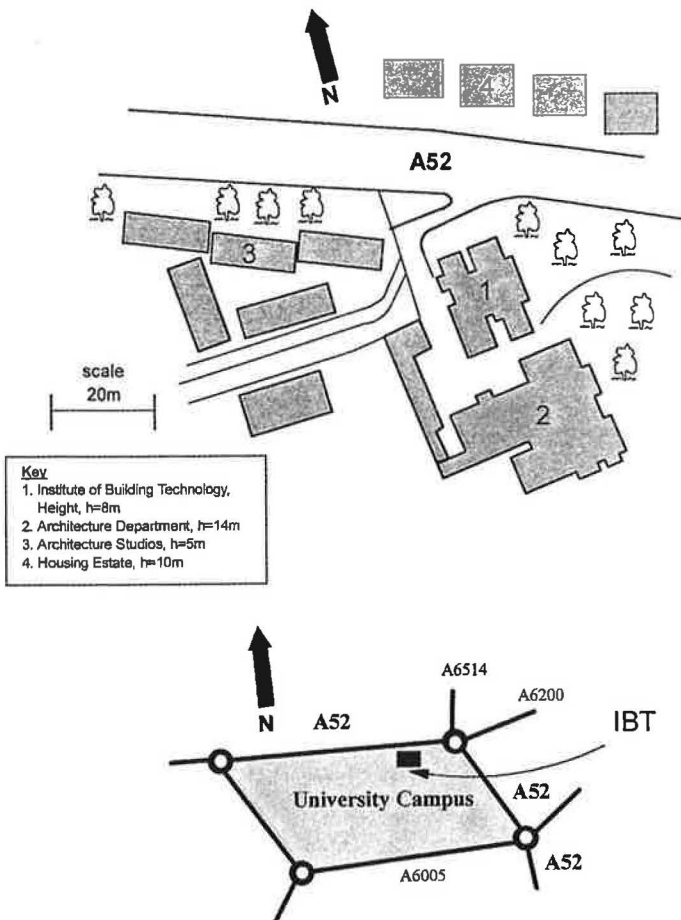 N
4
A52
3
1
scale
20m
2
Key
1. Institute of Building Technology,
Height, h=8m
2. Architecture Department, h=14m
3. Architecture Studios, h=5m
4. Housing Estate, h=10m
A6514
A6200
N
A52
IBT
University Campus
A52
A52
A6005